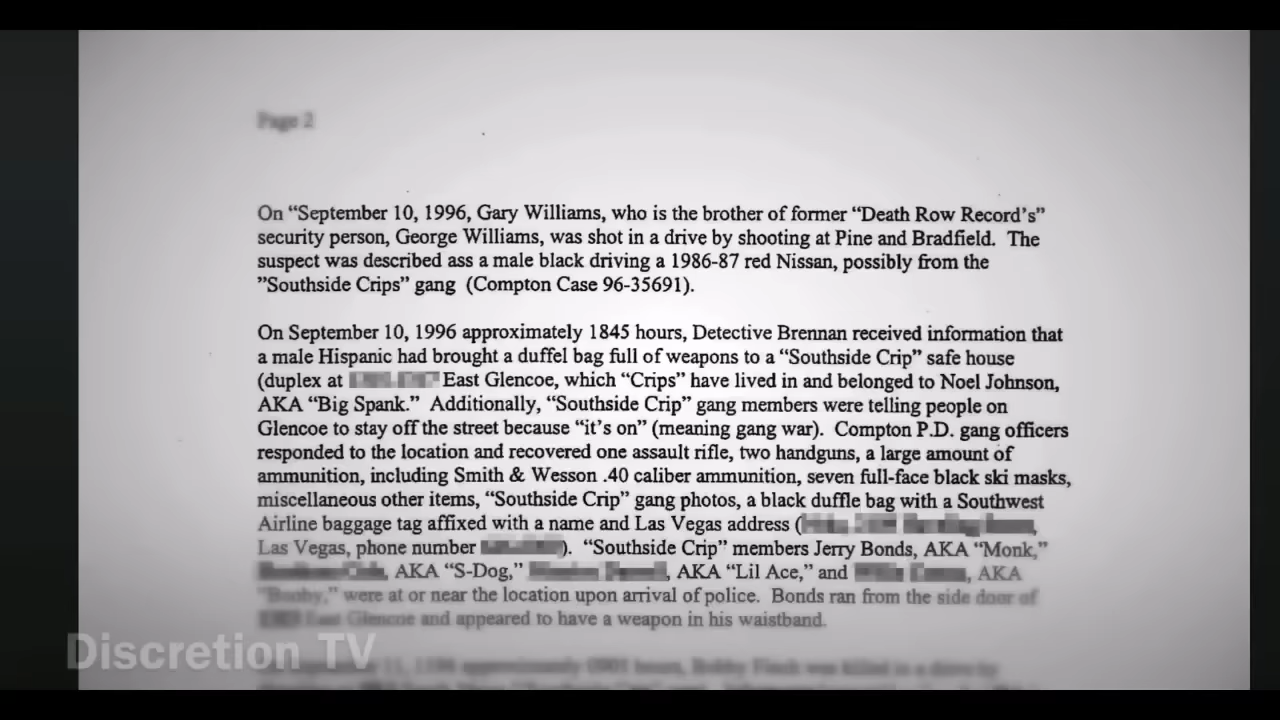 Page 2
On “September 10, 1996, Gary Williams, who is the brother of former “Death Row Record’s”
security person, George Williams, was shot in a drive by shooting at Pine and Bradfield. The
suspect was described ass a male black driving a 1986-87 red Nissan, possibly from the
”Southside Crips” gang (Compton Case 96-35691).
On September 10, 1996 approximately 1845 hours, Detective Brennan received information that
a male Hispanic had brought a duffel bag full of weapons to a “Southside Crip” safe house
(duplex at East Glencoe, which “Crips” have lived in and belonged to Noel Johnson,
AKA “Big Spank.” Additionally, “Southside Crip” gang members were telling people on
Glencoe to stay off the street because “it’s on” (meaning gang war). Compton P.D. gang officers
responded to the location and recovered one assault rifle, two handguns, a large amount of
ammunition, including Smith & Wesson .40 caliber ammunition, seven full-face black ski masks,
miscellaneous other items, “Southside Crip” gang photos, a black duffle bag with a Southwest
Airline baggage tag affixed with a name and Las Vegas address (
Las Vegas, phone number ). “Southside Crip” members Jerry Bonds, AKA “Monk,”
, AKA “S-Dog,” , AKA “Lil Ace,” and , AKA
“Booby,” were at or near the location upon arrival of police. Bonds ran from the side door of
East Glencoe and appeared to have a weapon in his waistband.
Discretion TV